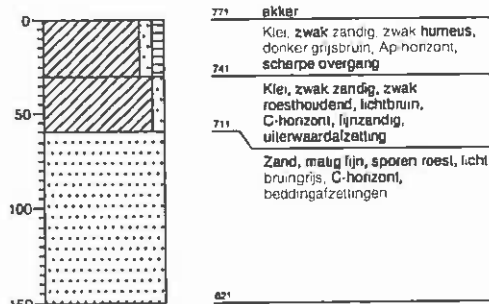 0
50
100
150
771 akker
Klei, zwak zandig, zwak humeus,
donker grijsbruin, Ap-horizont,
scherpe overgang
741
Klei, zwak zandig, zwak
roesthoudend, lichtbruin,
C-horizont, fijnzandig,
uiterwaardafzetting
711
Zand, matig fijn, sporen roest, licht
bruingrijs, C-horizont,
beddingafzettingen
621